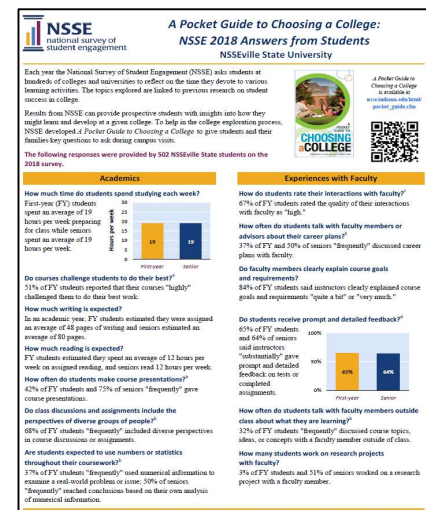 NSSE
national survey of
student engagement
A Pocket Guide to Choosing a College:
NSSE 2018 Answers from Students
NSSEville State University
Each year the National Survey of Student Engagement (NSSE) asks students at
hundreds of colleges and universities to reflect on the time they devote to various
learning activities. The topics explored are linked to previous research on student
success in college.
Results from NSSE can provide prospective students with insights into how they
might learn and develop at a given college. To help in the college exploration process,
NSSE developed A Pocket Guide to Choosing a College to give students and their
families key questions to ask during campus visits.
The following responses were provided by 502 NSSEville State students on the
2018 survey.
A POCKET GUIDE TO
CHOOSING
aCOLLEGE
A Pocket Guide to
Choosing a College
is available at
nsse.indiana.edu/html/
pocket_guide.cfm
Academics
How much time do students spend studying each week?
First-year (FY) students
spent an average of 19
hours per week preparing
for class while seniors
spent an average of 19
hours per week.
Hours per week
30
25
20
15
10
5
0
19
19
First-year
Senior
Do courses challenge students to do their best?a
51% of FY students reported that their courses "highly"
challenged them to do their best work.
How much writing is expected?
In an academic year, FY students estimated they were assigned
an average of 48 pages of writing and seniors estimated an
average of 80 pages.
How much reading is expected?
FY students estimated they spent an average of 12 hours per
week on assigned reading, and seniors read 12 hours per week.
How often do students make course presentations?b
42% of FY students and 75% of seniors "frequently" gave
course presentations.
Do class discussions and assignments include the
perspectives of diverse groups of people?b
68% of FY students "frequently" included diverse perspectives
in course discussions or assignments.
Are students expected to use numbers or statistics
throughout their coursework?b
37% of FY students "frequently" used numerical information to
examine a real-world problem or issue; 50% of seniors
"frequently" reached conclusions based on their own analysis
of numerical information.
Experiences with Faculty
How do students rate their interactions with faculty?c
67% of FY students rated the quality of their interactions
with faculty as "high."
How often do students talk with faculty members or
advisors about their career plans?b
37% of FY and 50% of seniors "frequently" discussed career
plans with faculty.
Do faculty members clearly explain course goals
and requirements?d
84% of FY students said instructors clearly explained course
goals and requirements "quite a bit" or "very much."
Do students receive prompt and detailed feedback?d
65% of FY students
and 64% of seniors
said instructors
"substantially" gave
prompt and detailed
feedback on tests or
completed
assignments.
100%
50%
0%
65%
64%
First-year
Senior
How often do students talk with faculty members outside
class about what they are learning?b
32% of FY students "frequently" discussed course topics,
ideas, or concepts with a faculty member outside of class.
How many students work on research projects
with faculty?
3% of FY students and 51% of seniors worked on a research
project with a faculty member.